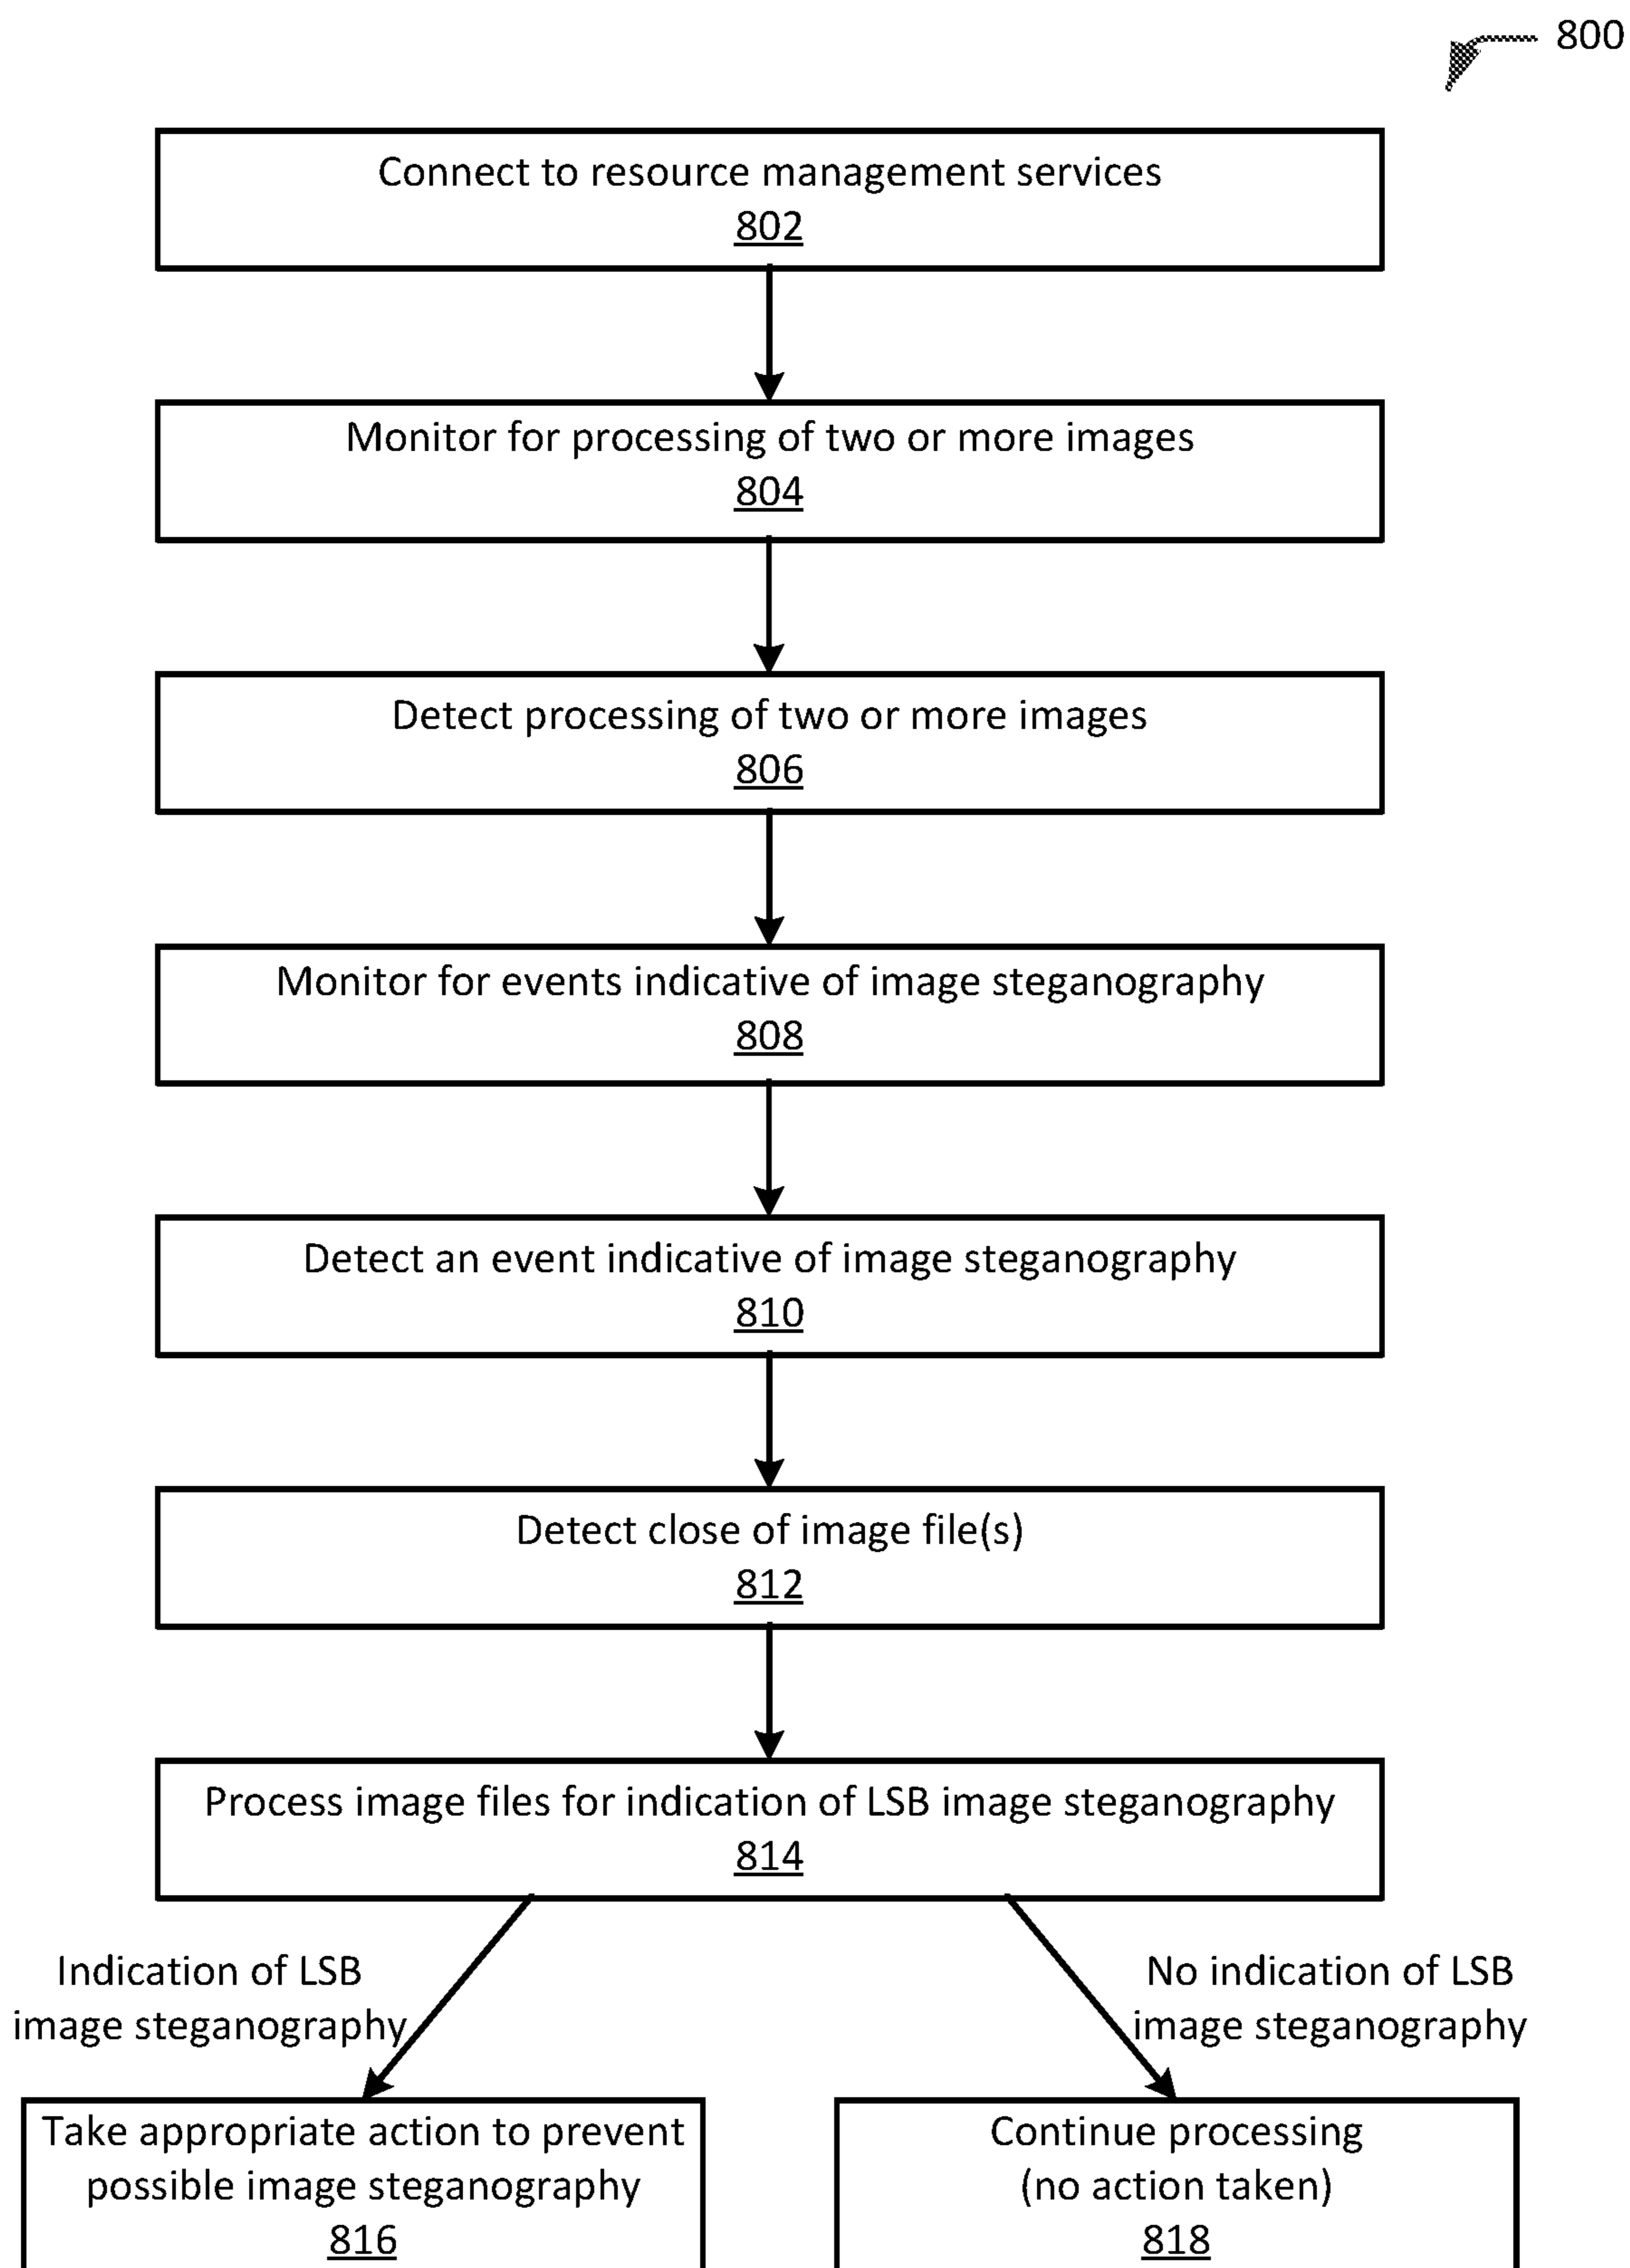 800
Connect to resource management services
802
Monitor for processing of two or more images
804
Detect processing of two or more images
806
Monitor for events indicative of image steganography
808
Detect an event indicative of image steganography
810
Detect close of image file(s)
812
Process image files for indication of LSB image steganography
814
Indication of LSB
image steganography
No indication of LSB
image steganography
Take appropriate action to prevent
possible image steganography
816
Continue processing
(no action taken)
818